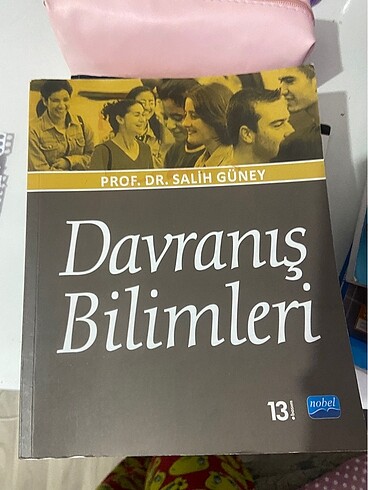 PROF. DR. SALİH GÜNEY
Davranış
Bilimleri
13.
nobel